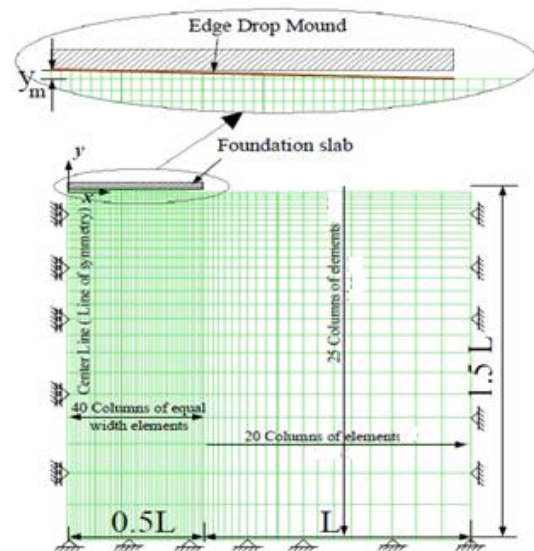 Edge Drop Mound
ym
Foundation slab
y
x
Center Line ( Line of symmetry)
25 Columns of elements
1.5 L
40 Columns of equal
width elements
20 Columns of elements
0.5L
L